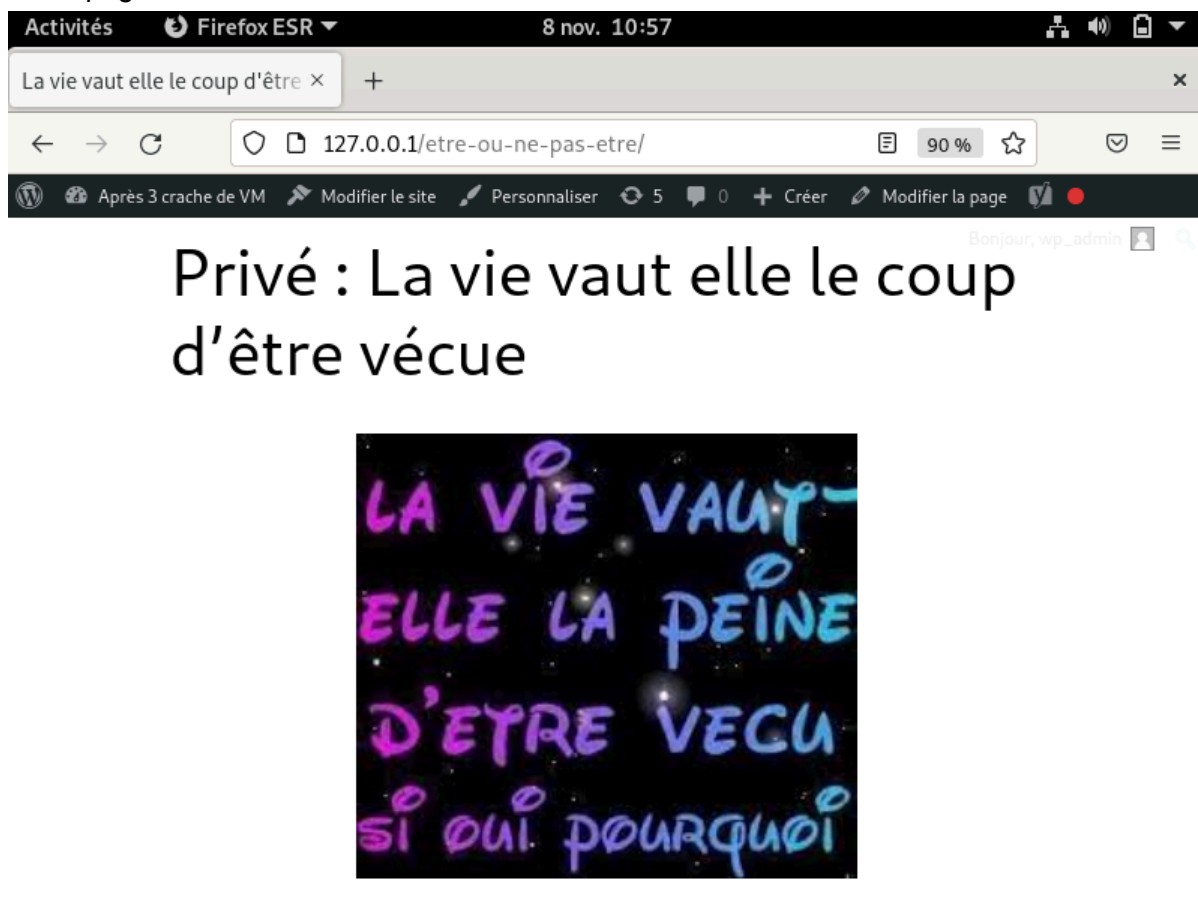 Activités Firefox ESR 8 nov. 10:57
La vie vaut elle le coup d'être
127.0.0.1/etre-ou-ne-pas-etre/ 90 %
Après 3 crache de VM Modifier le site Personnaliser 5 0 Créer Modifier la page
Bonjour, wp_admin
Privé : La vie vaut elle le coup
d'être vécue
LA VIE VAUT-
ELLE LA PEINE
D'ETRE VECU
SI OUI POURQUOI